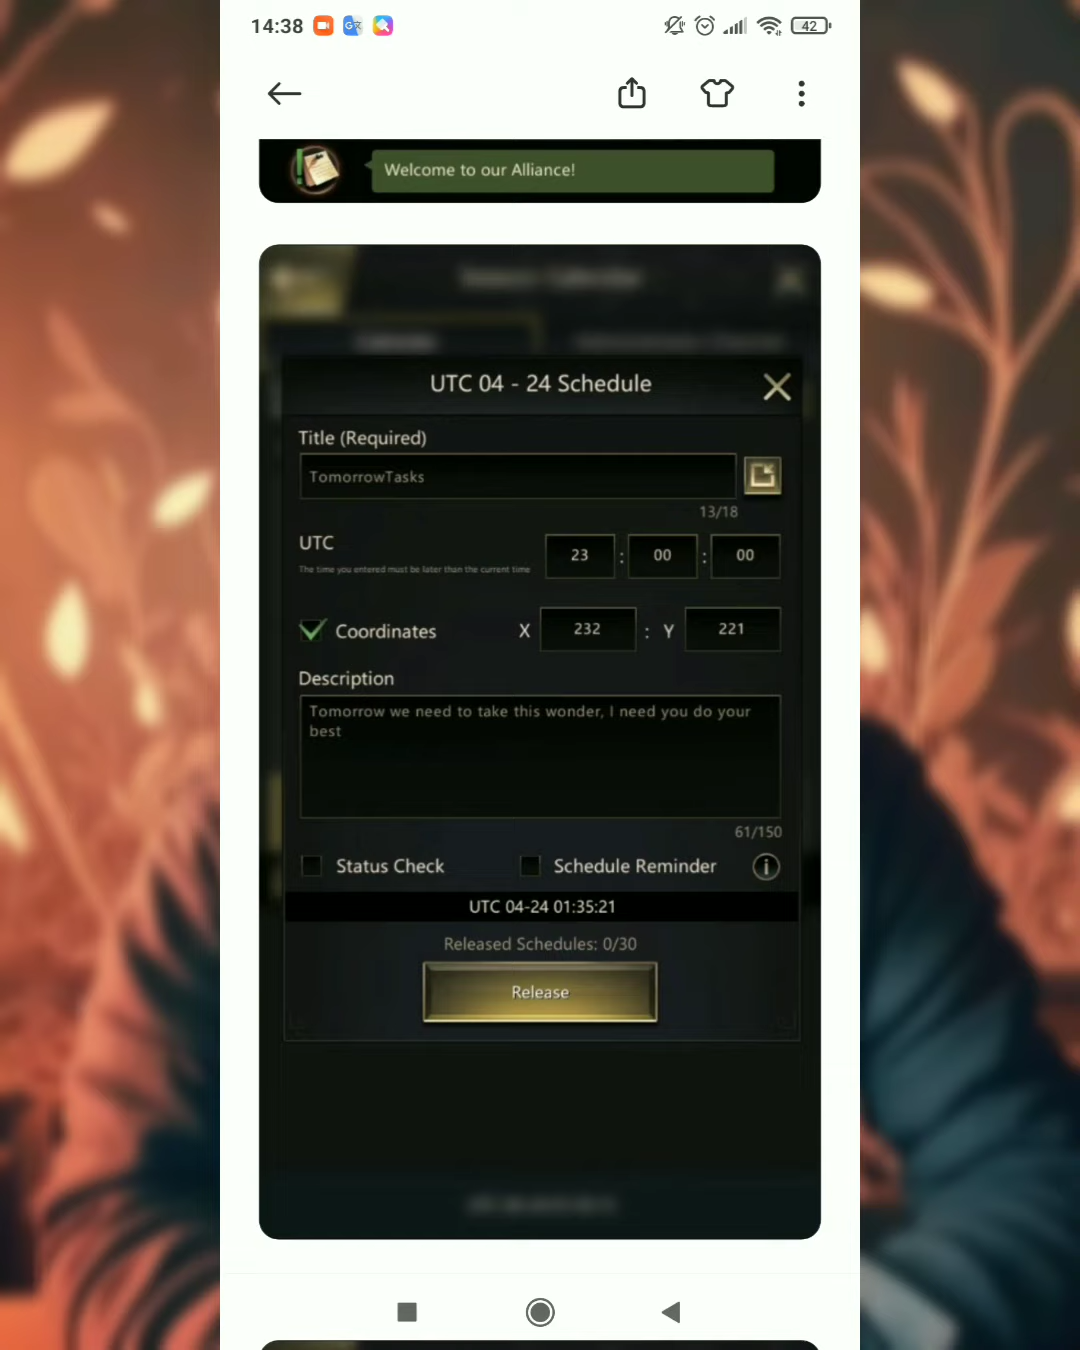 14:38
42
Welcome to our Alliance!
UTC 04 - 24 Schedule
Title (Required)
TomorrowTasks
13/18
UTC
23 : 00 : 00
The time you entered must be later than the current time
Coordinates X 232 : Y 221
Description
Tomorrow we need to take this wonder, I need you do your
best
61/150
Status Check Schedule Reminder
UTC 04-24 01:35:21
Released Schedules: 0/30
Release